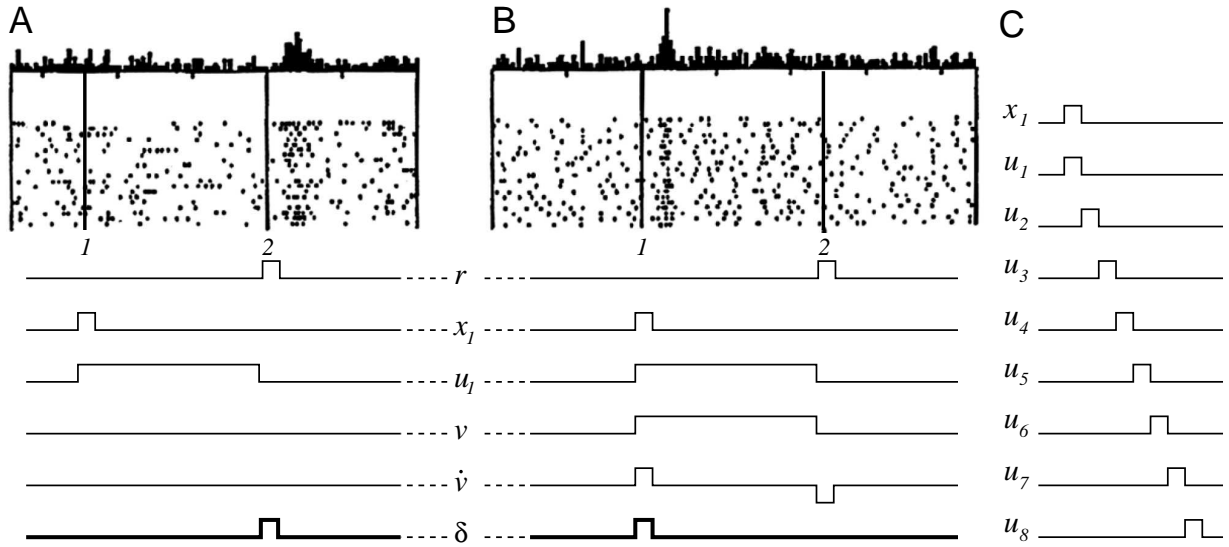 A
B
C
1
2
1
2
r
x₁
u₁
v
v̇
δ
x₁
u₁
u₂
u₃
u₄
u₅
u₆
u₇
u₈